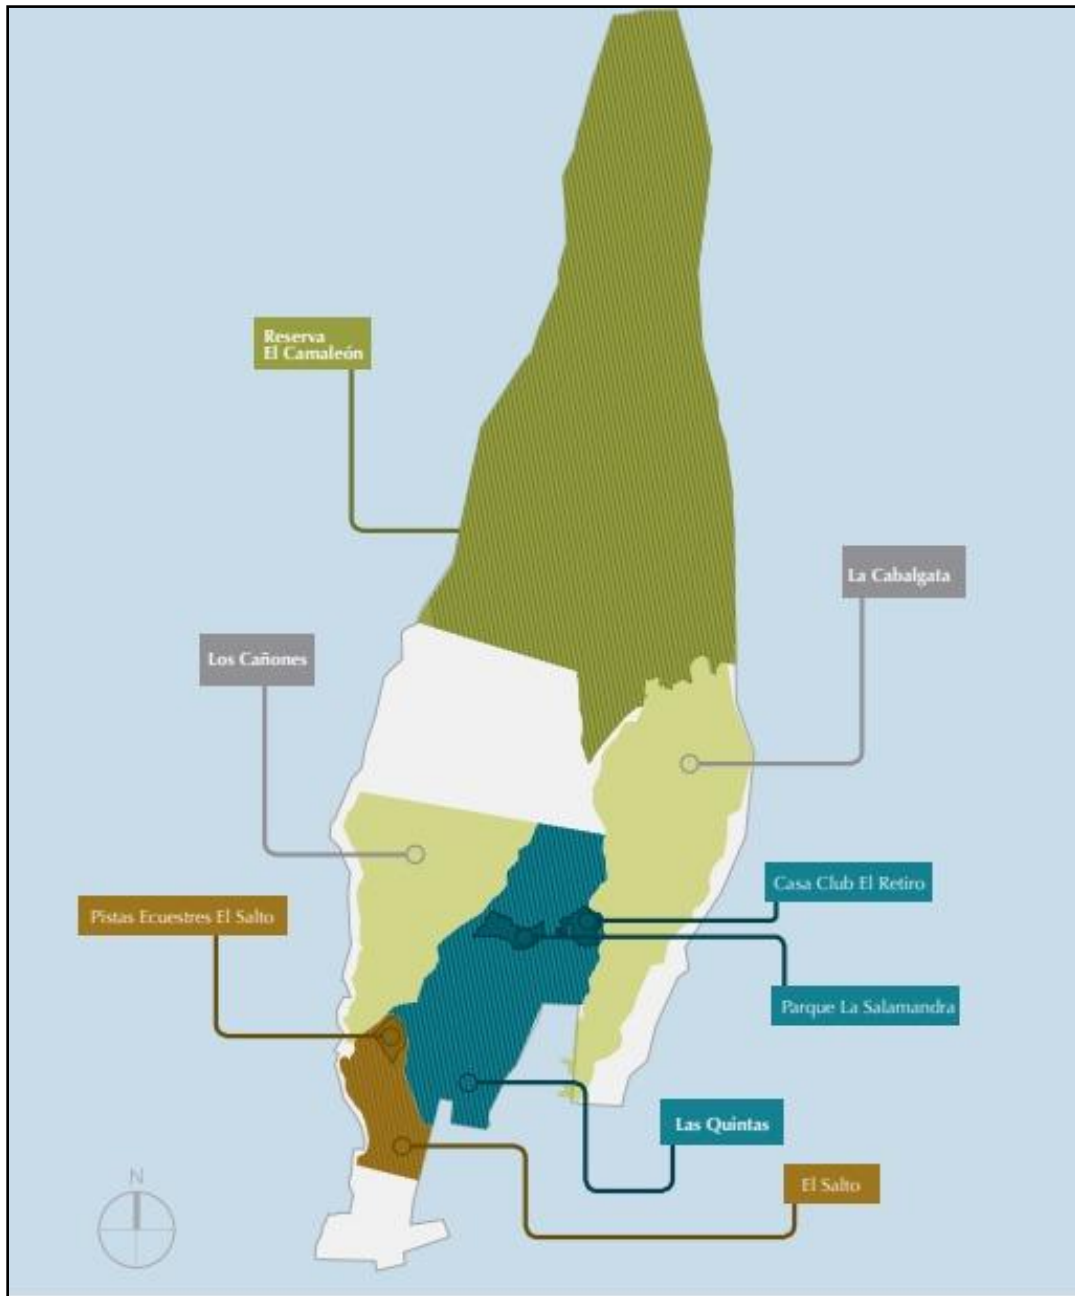 Reserva
El Camaleón
La Cabalgata
Los Cañones
Casa Club El Retiro
Pistas Ecuestres El Salto
Parque La Salamandra
Las Quintas
El Salto
N